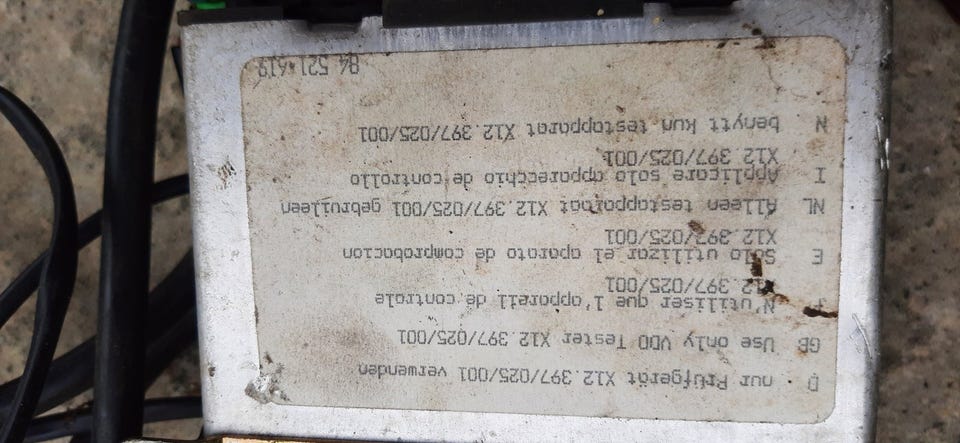 D nur Prüfgerät X12.397/025/001 verwenden
GB Use only VDO Tester X12.397/025/001
F N'utiliser que l'appareil de controle
X12.397/025/001
E Solo utilizar el aparato de comprobacion
X12.397/025/001
NL Alleen testapparaat X12.397/025/001 gebruiken
I Applicare solo apparecchio de controllo
X12.397/025/001
N benytt kun testapparat X12.397/025/001
84 521 619